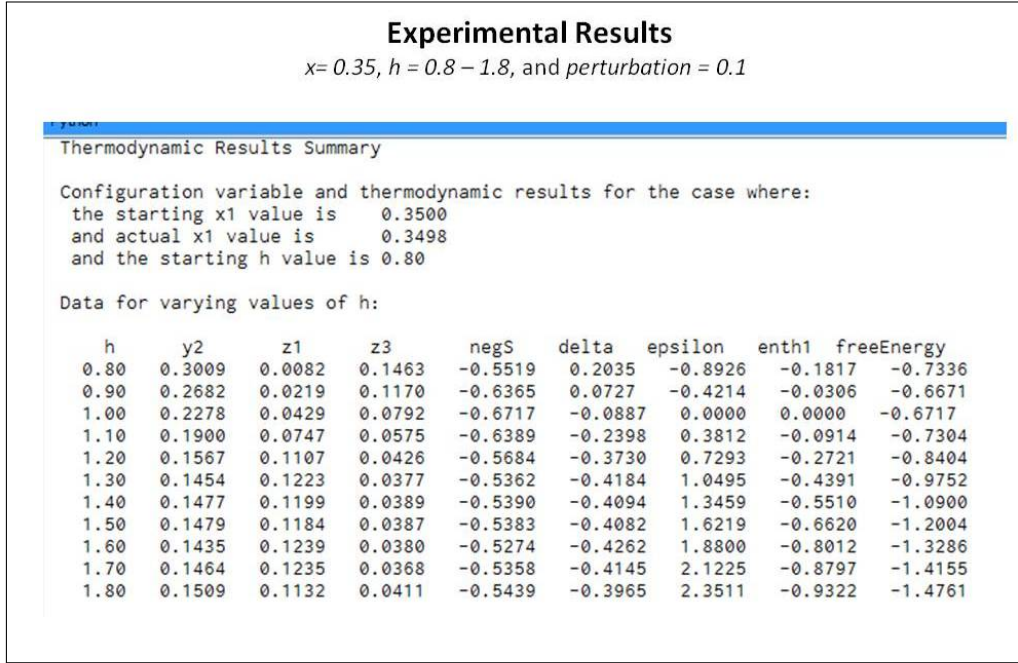 Experimental Results
x= 0.35, h = 0.8 – 1.8, and perturbation = 0.1
Thermodynamic Results Summary
Configuration variable and thermodynamic results for the case where:
the starting x1 value is 0.3500
and actual x1 value is 0.3498
and the starting h value is 0.80
Data for varying values of h:
h y2 z1 z3 negS delta epsilon enth1 freeEnergy
0.80 0.3009 0.0082 0.1463 -0.5519 0.2035 -0.8926 -0.1817 -0.7336
0.90 0.2682 0.0219 0.1170 -0.6365 0.0727 -0.4214 -0.0306 -0.6671
1.00 0.2278 0.0429 0.0792 -0.6717 -0.0887 0.0000 0.0000 -0.6717
1.10 0.1900 0.0747 0.0575 -0.6389 -0.2398 0.3812 -0.0914 -0.7304
1.20 0.1567 0.1107 0.0426 -0.5684 -0.3730 0.7293 -0.2721 -0.8404
1.30 0.1454 0.1223 0.0377 -0.5362 -0.4184 1.0495 -0.4391 -0.9752
1.40 0.1477 0.1199 0.0389 -0.5390 -0.4094 1.3459 -0.5510 -1.0900
1.50 0.1479 0.1184 0.0387 -0.5383 -0.4082 1.6219 -0.6620 -1.2004
1.60 0.1435 0.1239 0.0380 -0.5274 -0.4262 1.8800 -0.8012 -1.3286
1.70 0.1464 0.1235 0.0368 -0.5358 -0.4145 2.1225 -0.8797 -1.4155
1.80 0.1509 0.1132 0.0411 -0.5439 -0.3965 2.3511 -0.9322 -1.4761